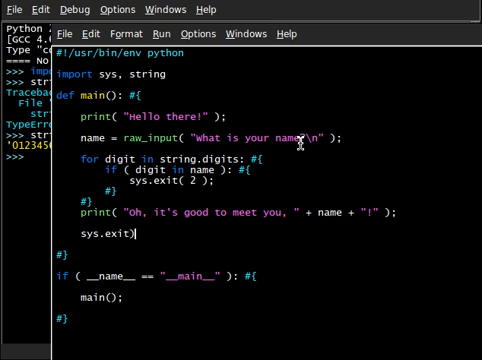 File Edit Debug Options Windows Help
Python 2
[GCC 4.
Type "c
==== No
>>> imp
>>> str
Traceba
File "
str
TypeErr
>>> str
'0123456
>>>
File Edit Format Run Options Windows Help
#!/usr/bin/env python
import sys, string
def main(): #{
print( "Hello there!" );
name = raw_input( "What is your name?\n" );
for digit in string.digits: #{
if ( digit in name ): #{
sys.exit( 2 );
#}
#}
print( "Oh, it's good to meet you, " + name + "!" );
sys.exit)
#}
if ( __name__ == "__main__" ): #{
main();
#}